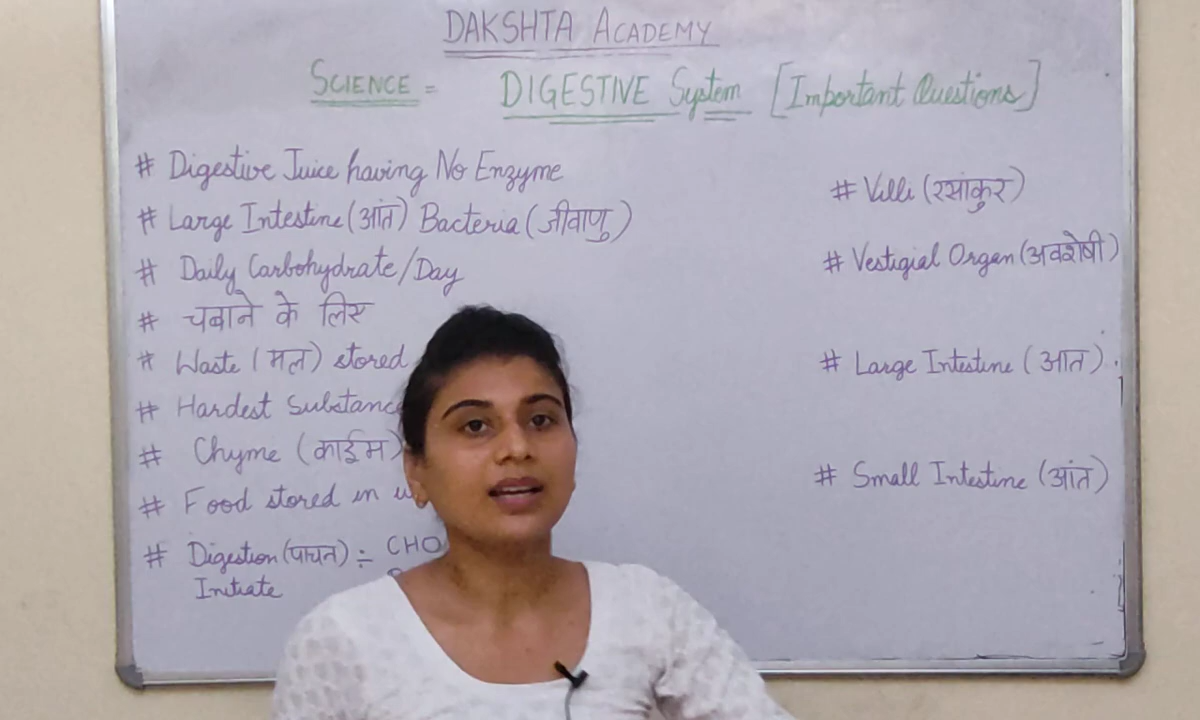 DAKSHTA ACADEMY
SCIENCE = DIGESTIVE System [Important Questions]
# Digestive Juice having No Enzyme
# Large Intestine (आंत) Bacteria (जीवाणु)
# Daily Carbohydrate/Day
# चबाने के लिए
# Waste (मल) stored
# Hardest Substance
# Chyme (काईम)
# Food stored in
# Digestion (पाचन) ÷ CHO
Initiate
# Villi (रसांकुर)
# Vestigial Organ (अवशेषी)
# Large Intestine (आत)
# Small Intestine (आंत)